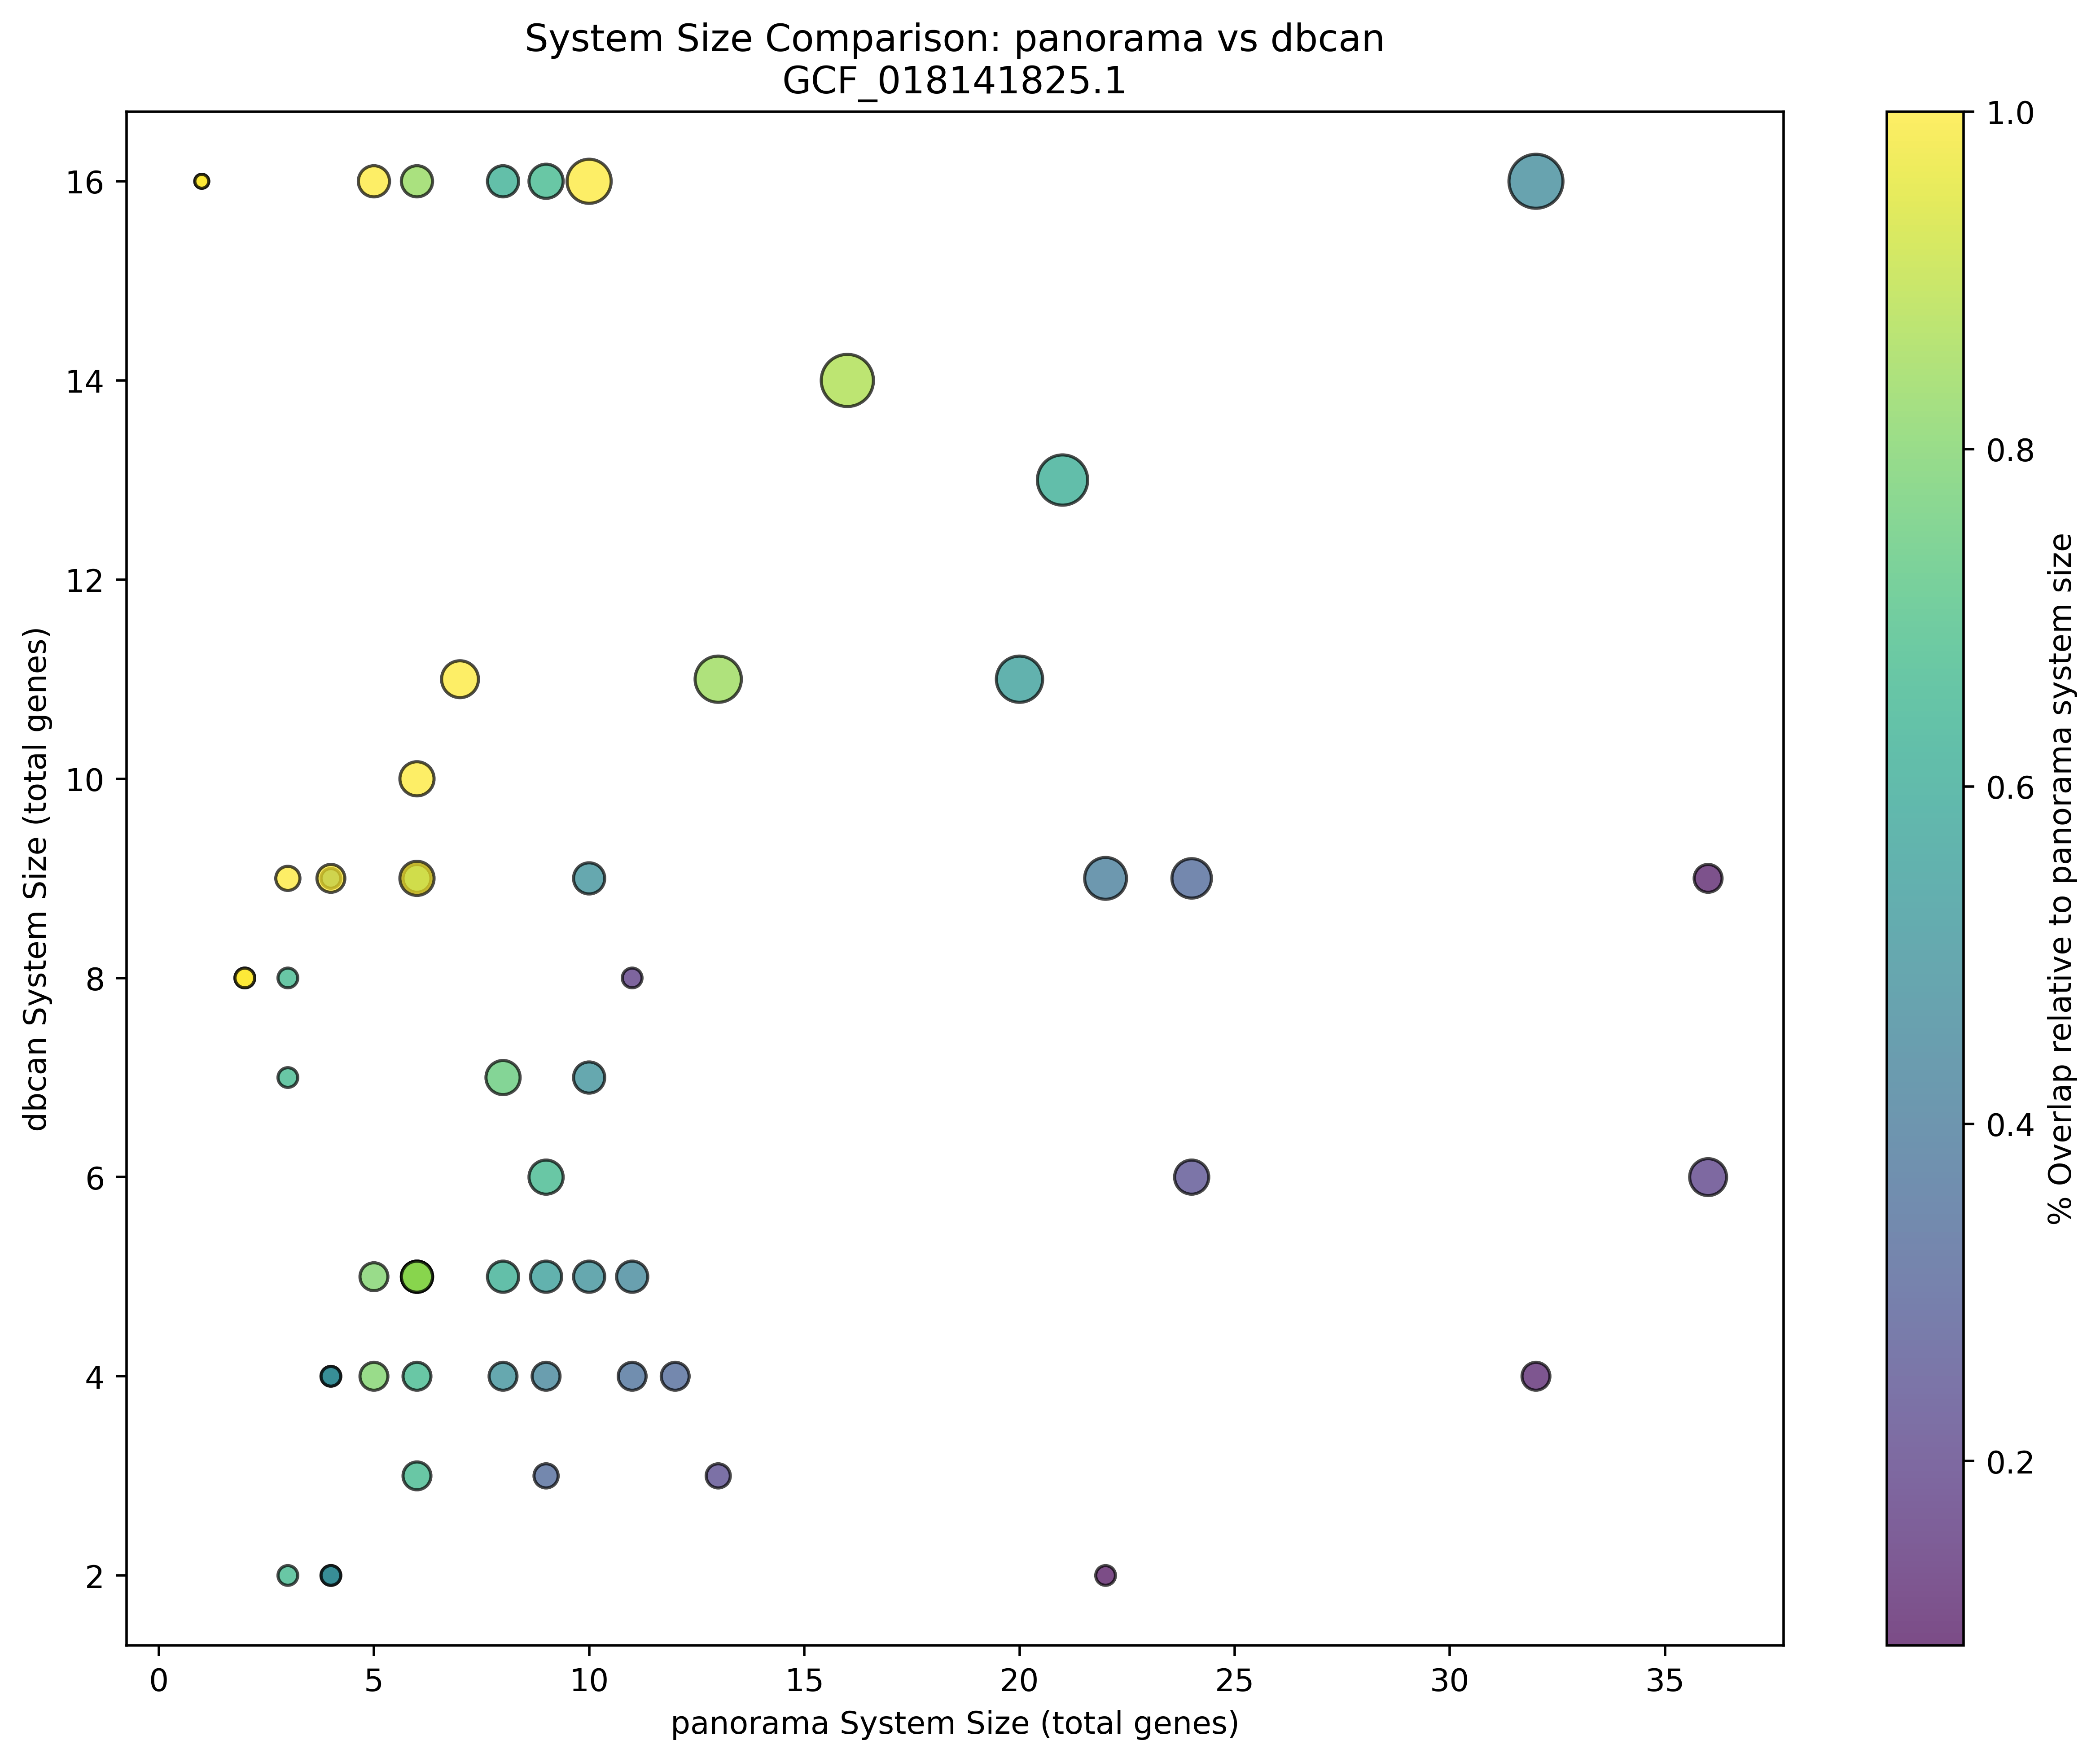 System Size Comparison: panorama vs dbcan
GCF_018141825.1
dbcan System Size (total genes)
16
14
12
10
8
6
4
2
0 5 10 15 20 25 30 35
panorama System Size (total genes)
1.0
0.8
0.6
0.4
0.2
% Overlap relative to panorama system size